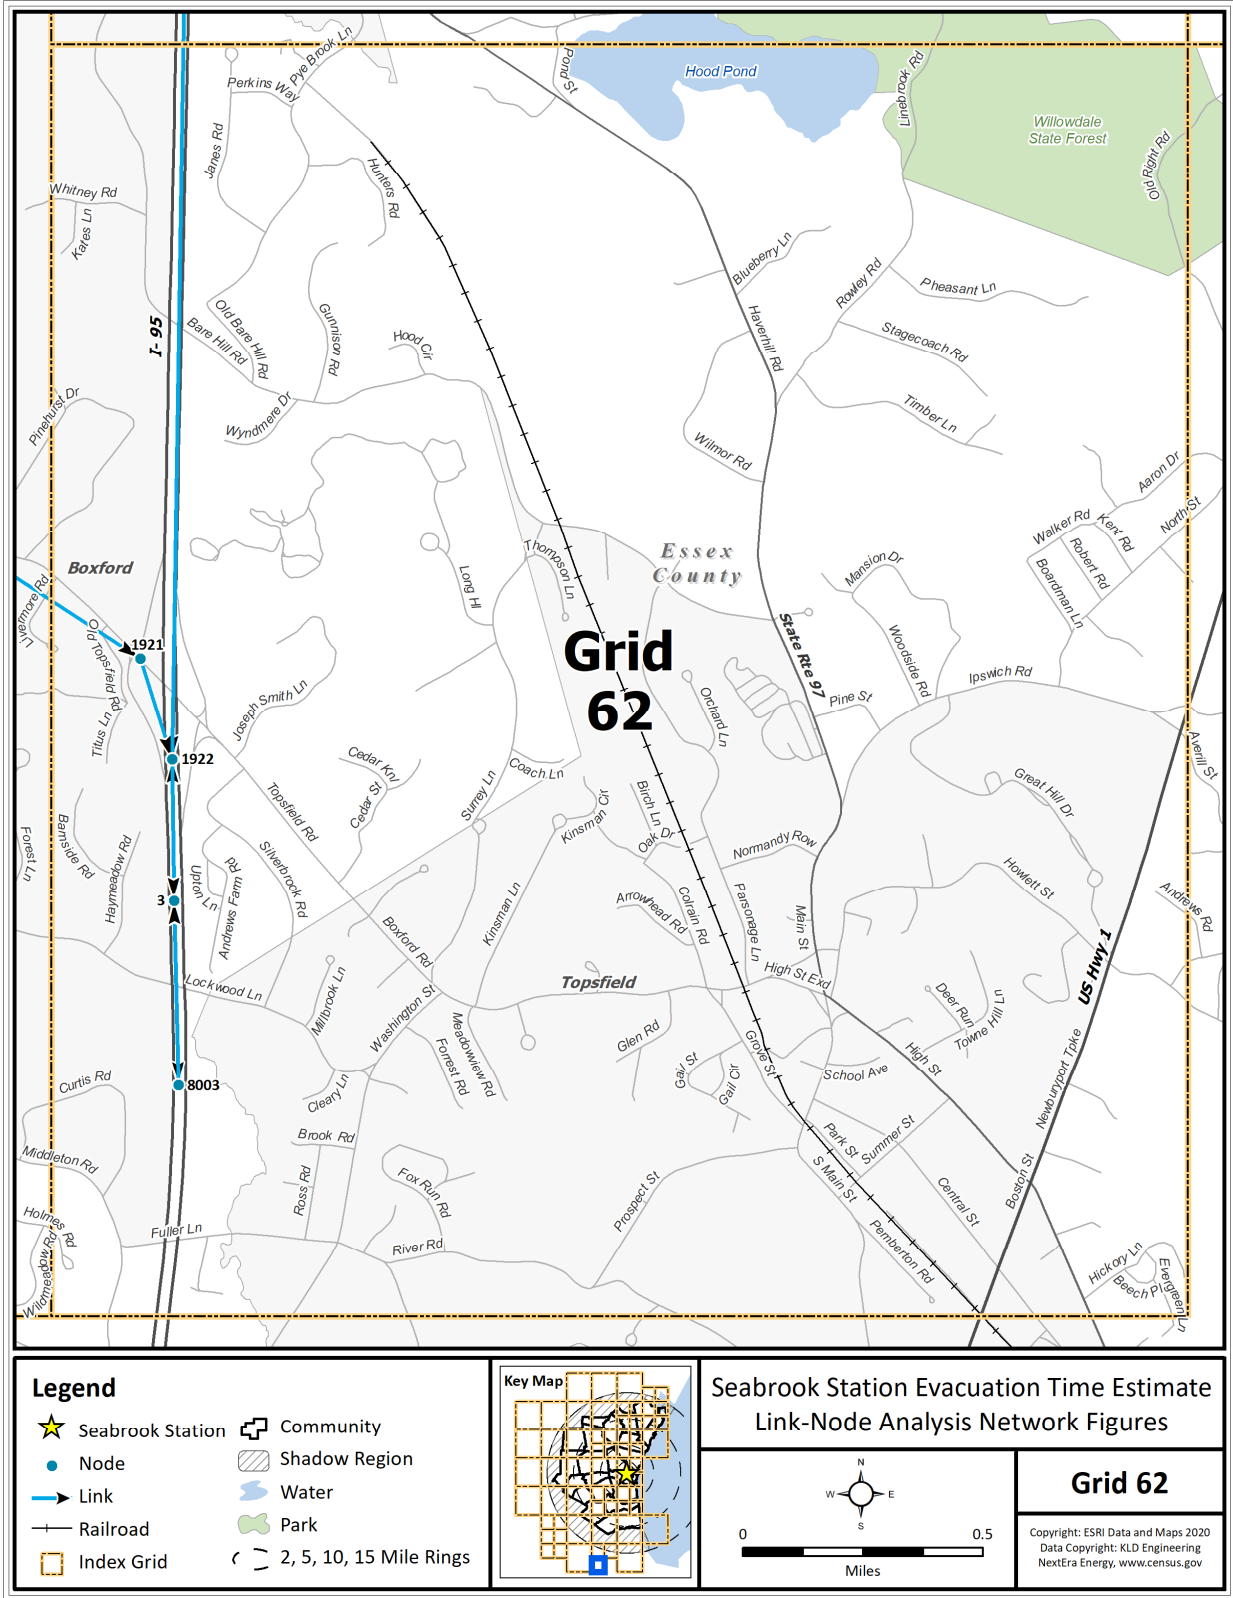 Pye Brook Ln
Perkins Way
Pond St
Hood Pond
Linebrook Rd
Willowdale
State Forest
Old Right Rd
Janes Rd
Hunters Rd
Whitney Rd
Kates Ln
Blueberry Ln
Rowley Rd
Pheasant Ln
I- 95
Old Bare Hill Rd
Bare Hill Rd
Gunnison Rd
Hood Cir
Haverhill Rd
Stagecoach Rd
Pinehurst Dr
Wyndmere Dr
Timber Ln
Wilmor Rd
Aaron Dr
North St
Walker Rd
Kent Rd
Robert Rd
Boardman Ln
Thompson Ln
Essex
County
Mansion Dr
Boxford
Long Hl
Livermore Rd
1921
Old Topsfield Rd
Grid
62
State Rte 97
Woodside Rd
Ipswich Rd
Pine St
Orchard Ln
Joseph Smith Ln
Titus Ln
1922
Averill St
Cedar Knl
Cedar St
Coach Ln
Surrey Ln
Great Hill Dr
Topsfield Rd
Birch Ln
Kinsman Cir
Oak Dr
Normandy Row
Barnside Rd
Forest Ln
Haymeadow Rd
Silverbrook Rd
Upton Ln
Andrews Farm Rd
3
Howlett St
Andrews Rd
Arrowhead Rd
Colrain Rd
Parsonage Ln
Main St
Kinsman Ln
Boxford Rd
US Hwy 1
High St Exd
Topsfield
Lockwood Ln
Millbrook Ln
Washington St
Deer Run
Towne Hill Ln
Meadowview Rd
Forrest Rd
Glen Rd
Grove St
High St
Gail St
Gail Cir
School Ave
Newburyport Tpke
8003
Curtis Rd
Cleary Ln
Brook Rd
Park St
Summer St
Middleton Rd
Ross Rd
Fox Run Rd
Prospect St
S Main St
Central St
Boston St
Holmes Rd
Fuller Ln
River Rd
Pemberton Rd
Wildmeadow Rd
Hickory Ln
Beech Pl
Evergreen Ln
Legend
Seabrook Station
Node
Link
Railroad
Index Grid
Community
Shadow Region
Water
Park
2, 5, 10, 15 Mile Rings
Key Map
Seabrook Station Evacuation Time Estimate
Link-Node Analysis Network Figures
N
W
E
S
0
0.5
Miles
Grid 62
Copyright: ESRI Data and Maps 2020
Data Copyright: KLD Engineering
NextEra Energy, www.census.gov